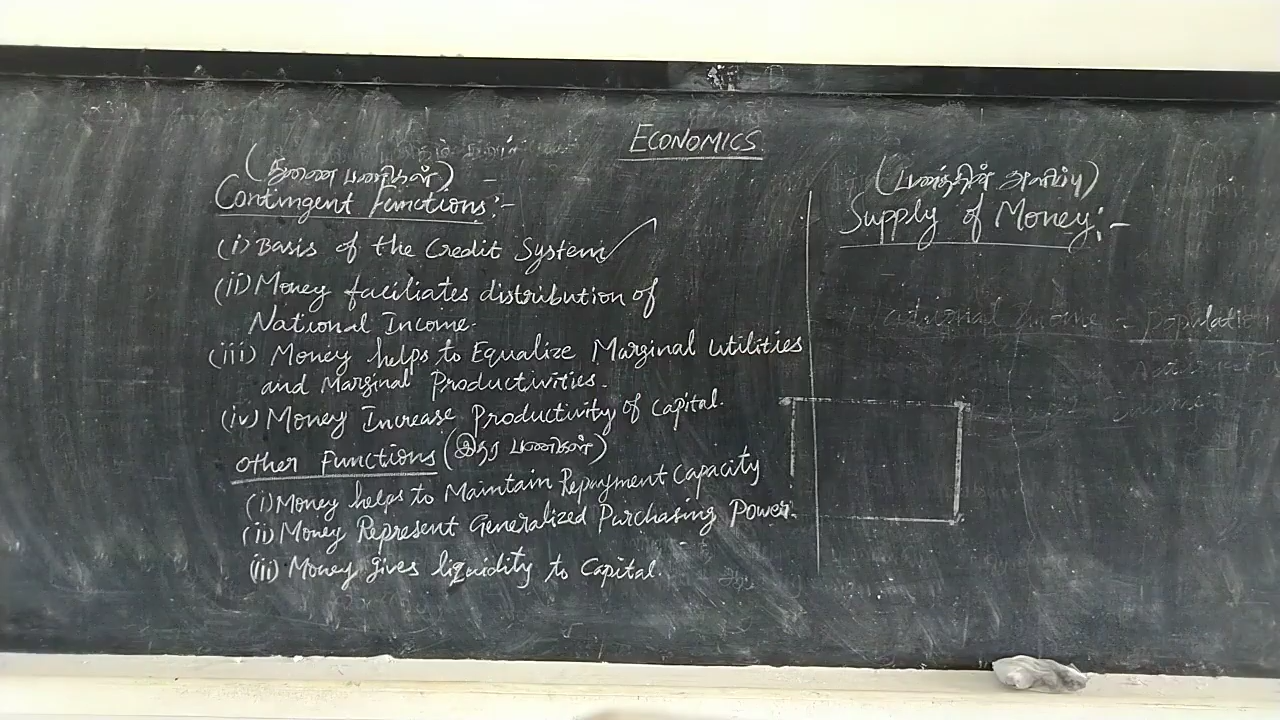 ECONOMICS
(துணை பணிகள்)
Contingent functions:-
(i) Basis of the Credit System
(ii) Money faciliates distribution of
National Income.
(iii) Money helps to Equalize Marginal utilities
and Marginal Productivities.
(iv) Money Increase Productivity of Capital.
Other Functions (இதர பணிகள்)
(i) Money helps to Maintain Repayment Capacity
(ii) Money Represent Generalized Purchasing Power.
(iii) Money gives liquidity to Capital.
(பணத்தின் அளிப்பு)
Supply of Money:-
Income = Populatio